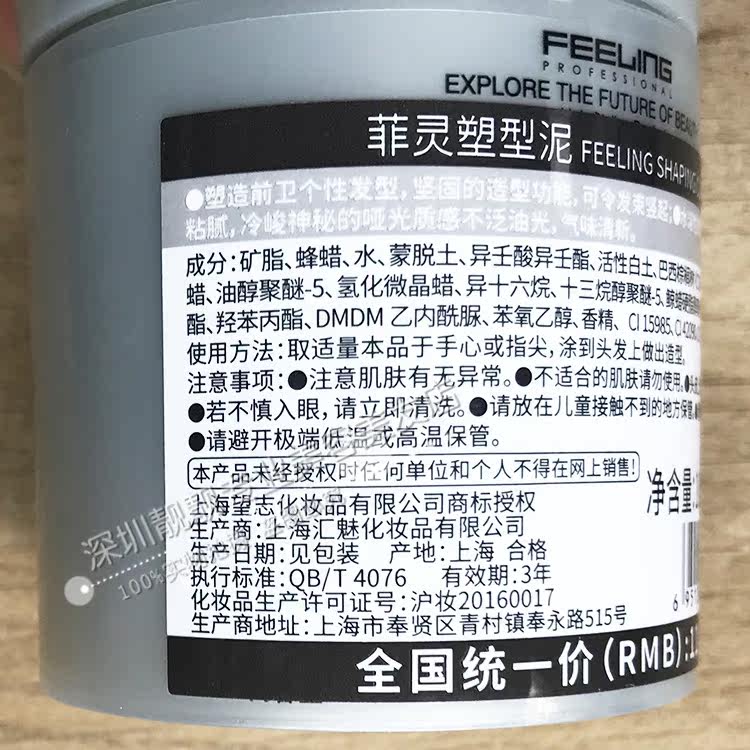 FEELING
PROFESSIONAL
EXPLORE THE FUTURE OF BEAUTY
菲灵塑型泥 FEELING SHAPING
●塑造前卫个性发型,坚固的造型功能,可令发束竖起;●
粘腻,冷峻神秘的哑光质感不泛油光,气味清新。
成分:矿脂、蜂蜡、水、蒙脱土、异壬酸异壬酯、活性白土、巴西棕榈
蜡、油醇聚醚-5、氢化微晶蜡、异十六烷、十三烷醇聚醚-5、鲸蜡硬脂
酯、羟苯丙酯、DMDM 乙内酰脲、苯氧乙醇、香精、CI 15985、CI 42090
使用方法:取适量本品于手心或指尖,涂到头发上做出造型。
注意事项:●注意肌肤有无异常。●不适合的肌肤请勿使用。
●若不慎入眼,请立即清洗。●请放在儿童接触不到的地方保管
●请避开极端低温或高温保管。
本产品未经授权时任何单位和个人不得在网上销售!
净含量:
上海望志化妆品有限公司商标授权
生产商:上海汇魅化妆品有限公司
生产日期:见包装 产地:上海 合格
执行标准:QB/T 4076 有效期:3年
化妆品生产许可证号:沪妆20160017
生产商地址:上海市奉贤区青村镇奉永路515号
6 95
全国统一价(RMB):1